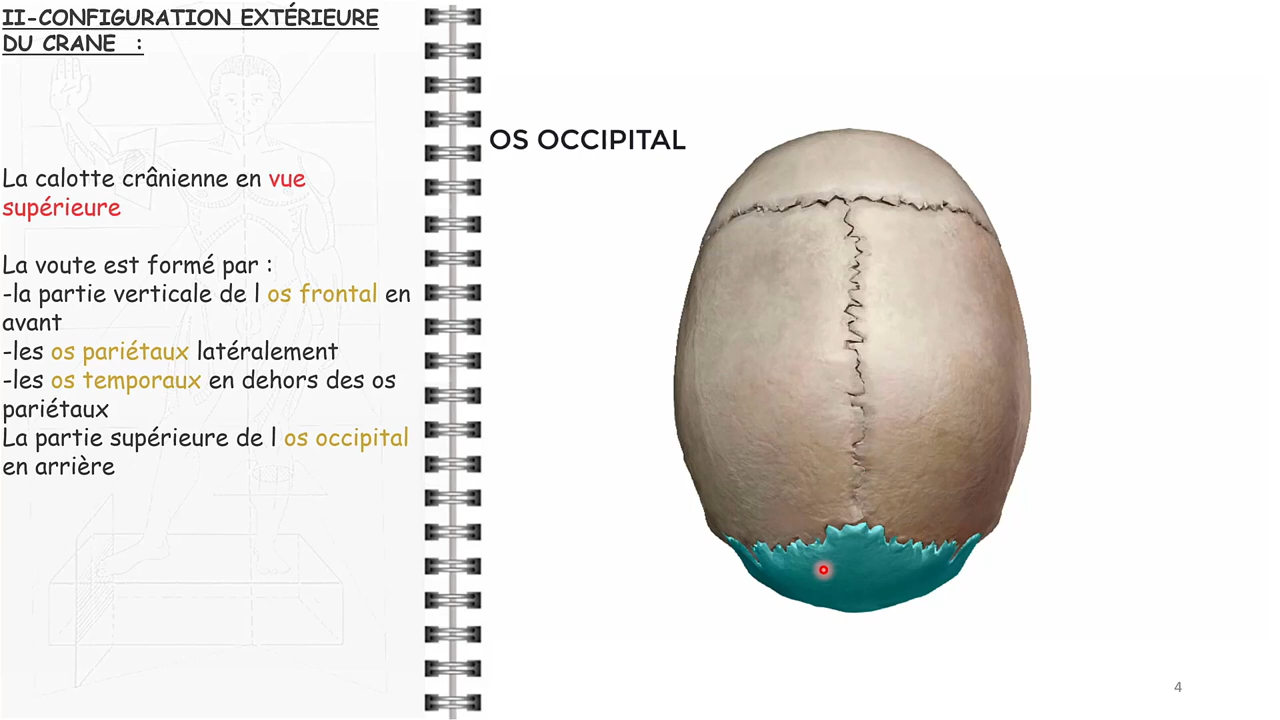 II-CONFIGURATION EXTÉRIEURE
DU CRANE :
OS OCCIPITAL
La calotte crânienne en vue
supérieure
La voute est formé par :
-la partie verticale de l os frontal en
avant
-les os pariétaux latéralement
-les os temporaux en dehors des os
pariétaux
La partie supérieure de l os occipital
en arrière
4